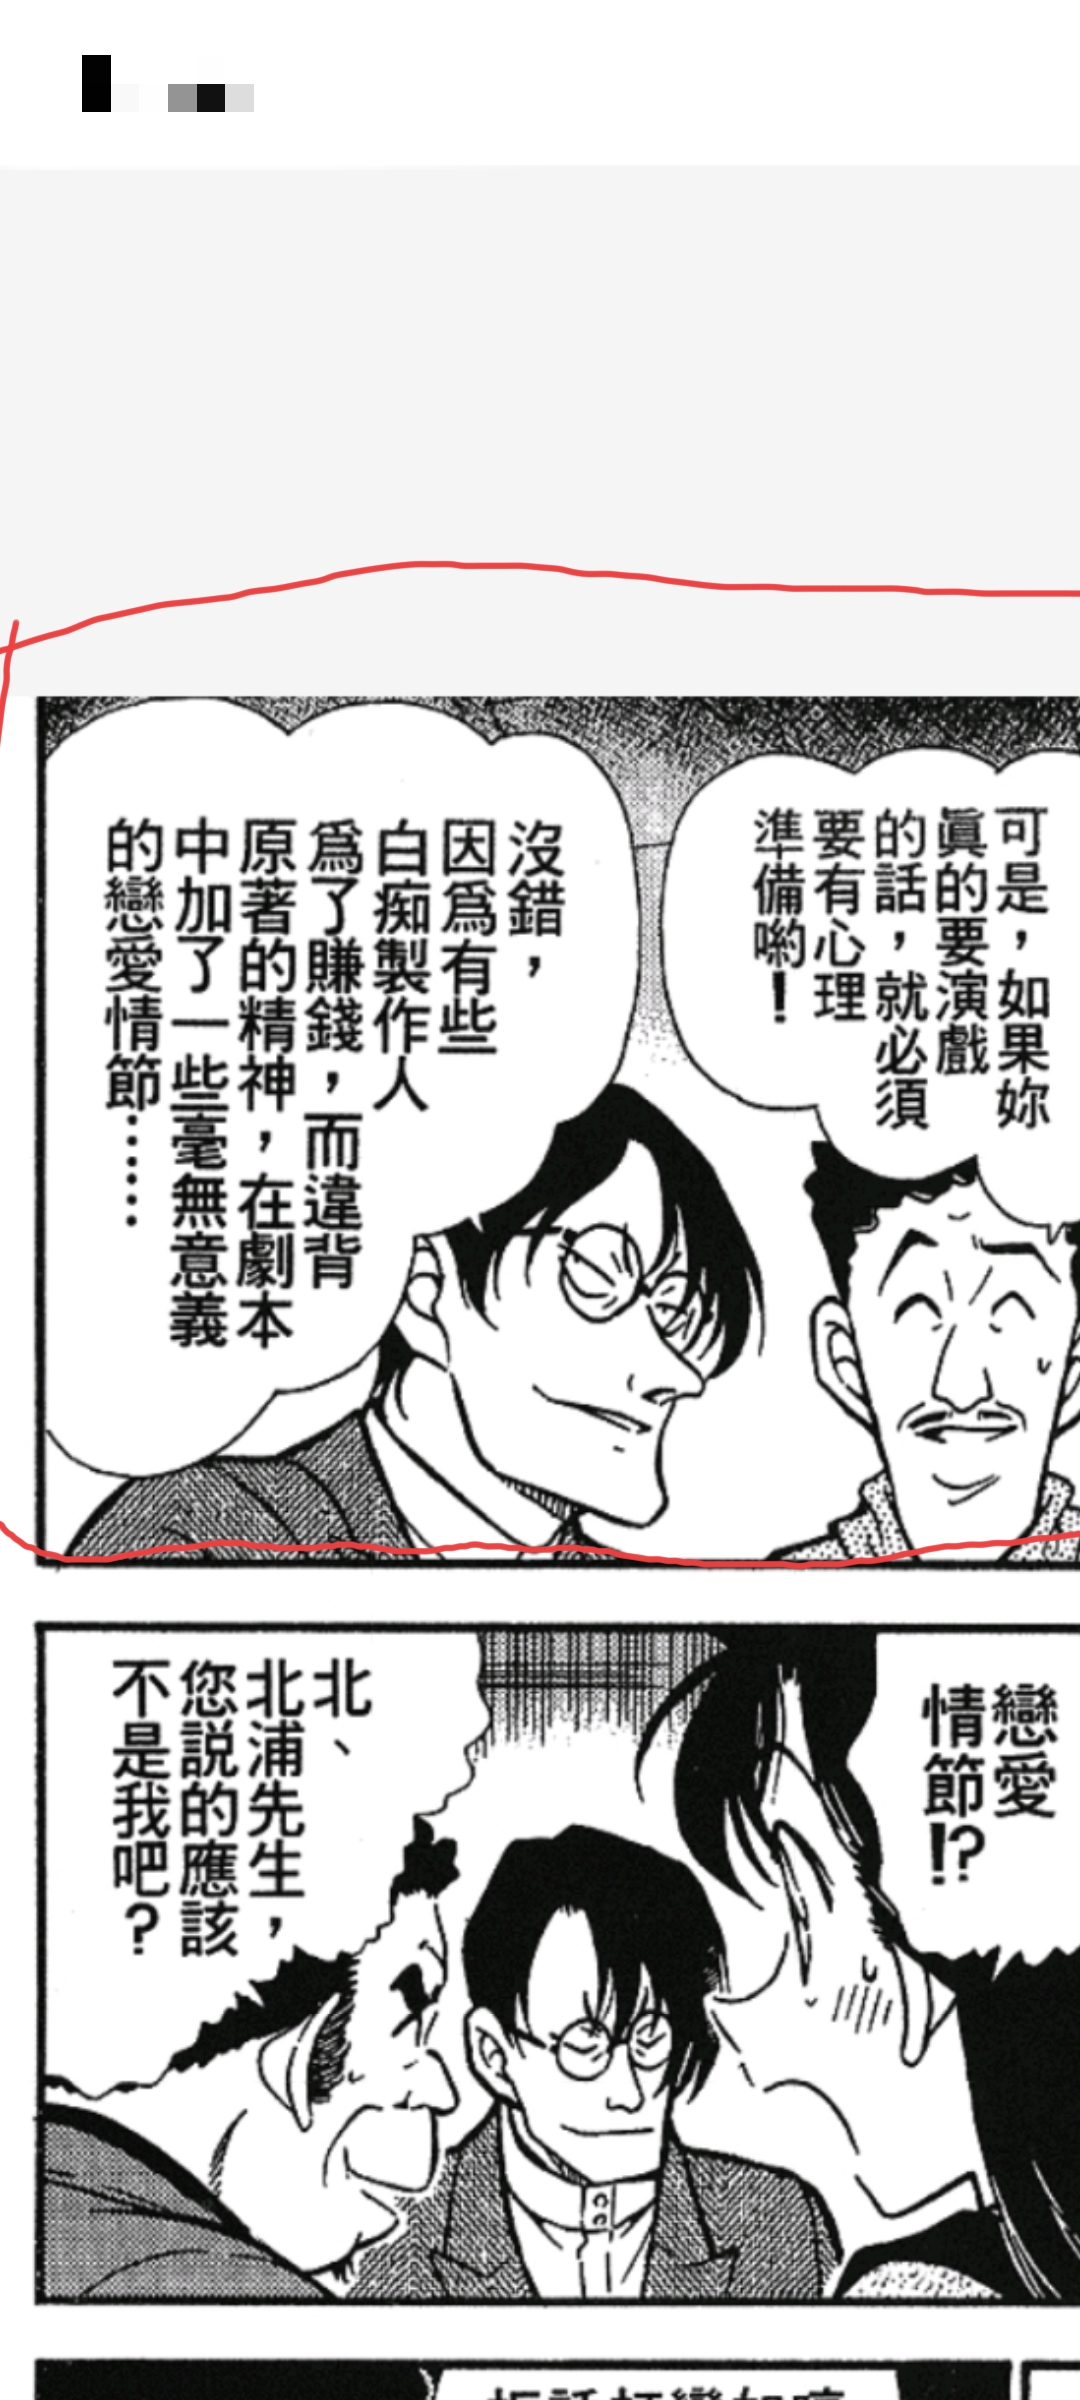 可是，如果妳
眞的要演戲
的話，就必須
要有心理
準備喲！
沒錯，
因爲有些
白痴製作人
爲了賺錢，而違背
原著的精神，在劇本
中加了一些毫無意義
的戀愛情節⋯⋯
戀愛
情節!?
北、
北浦先生，
您說的應該
不是我吧？